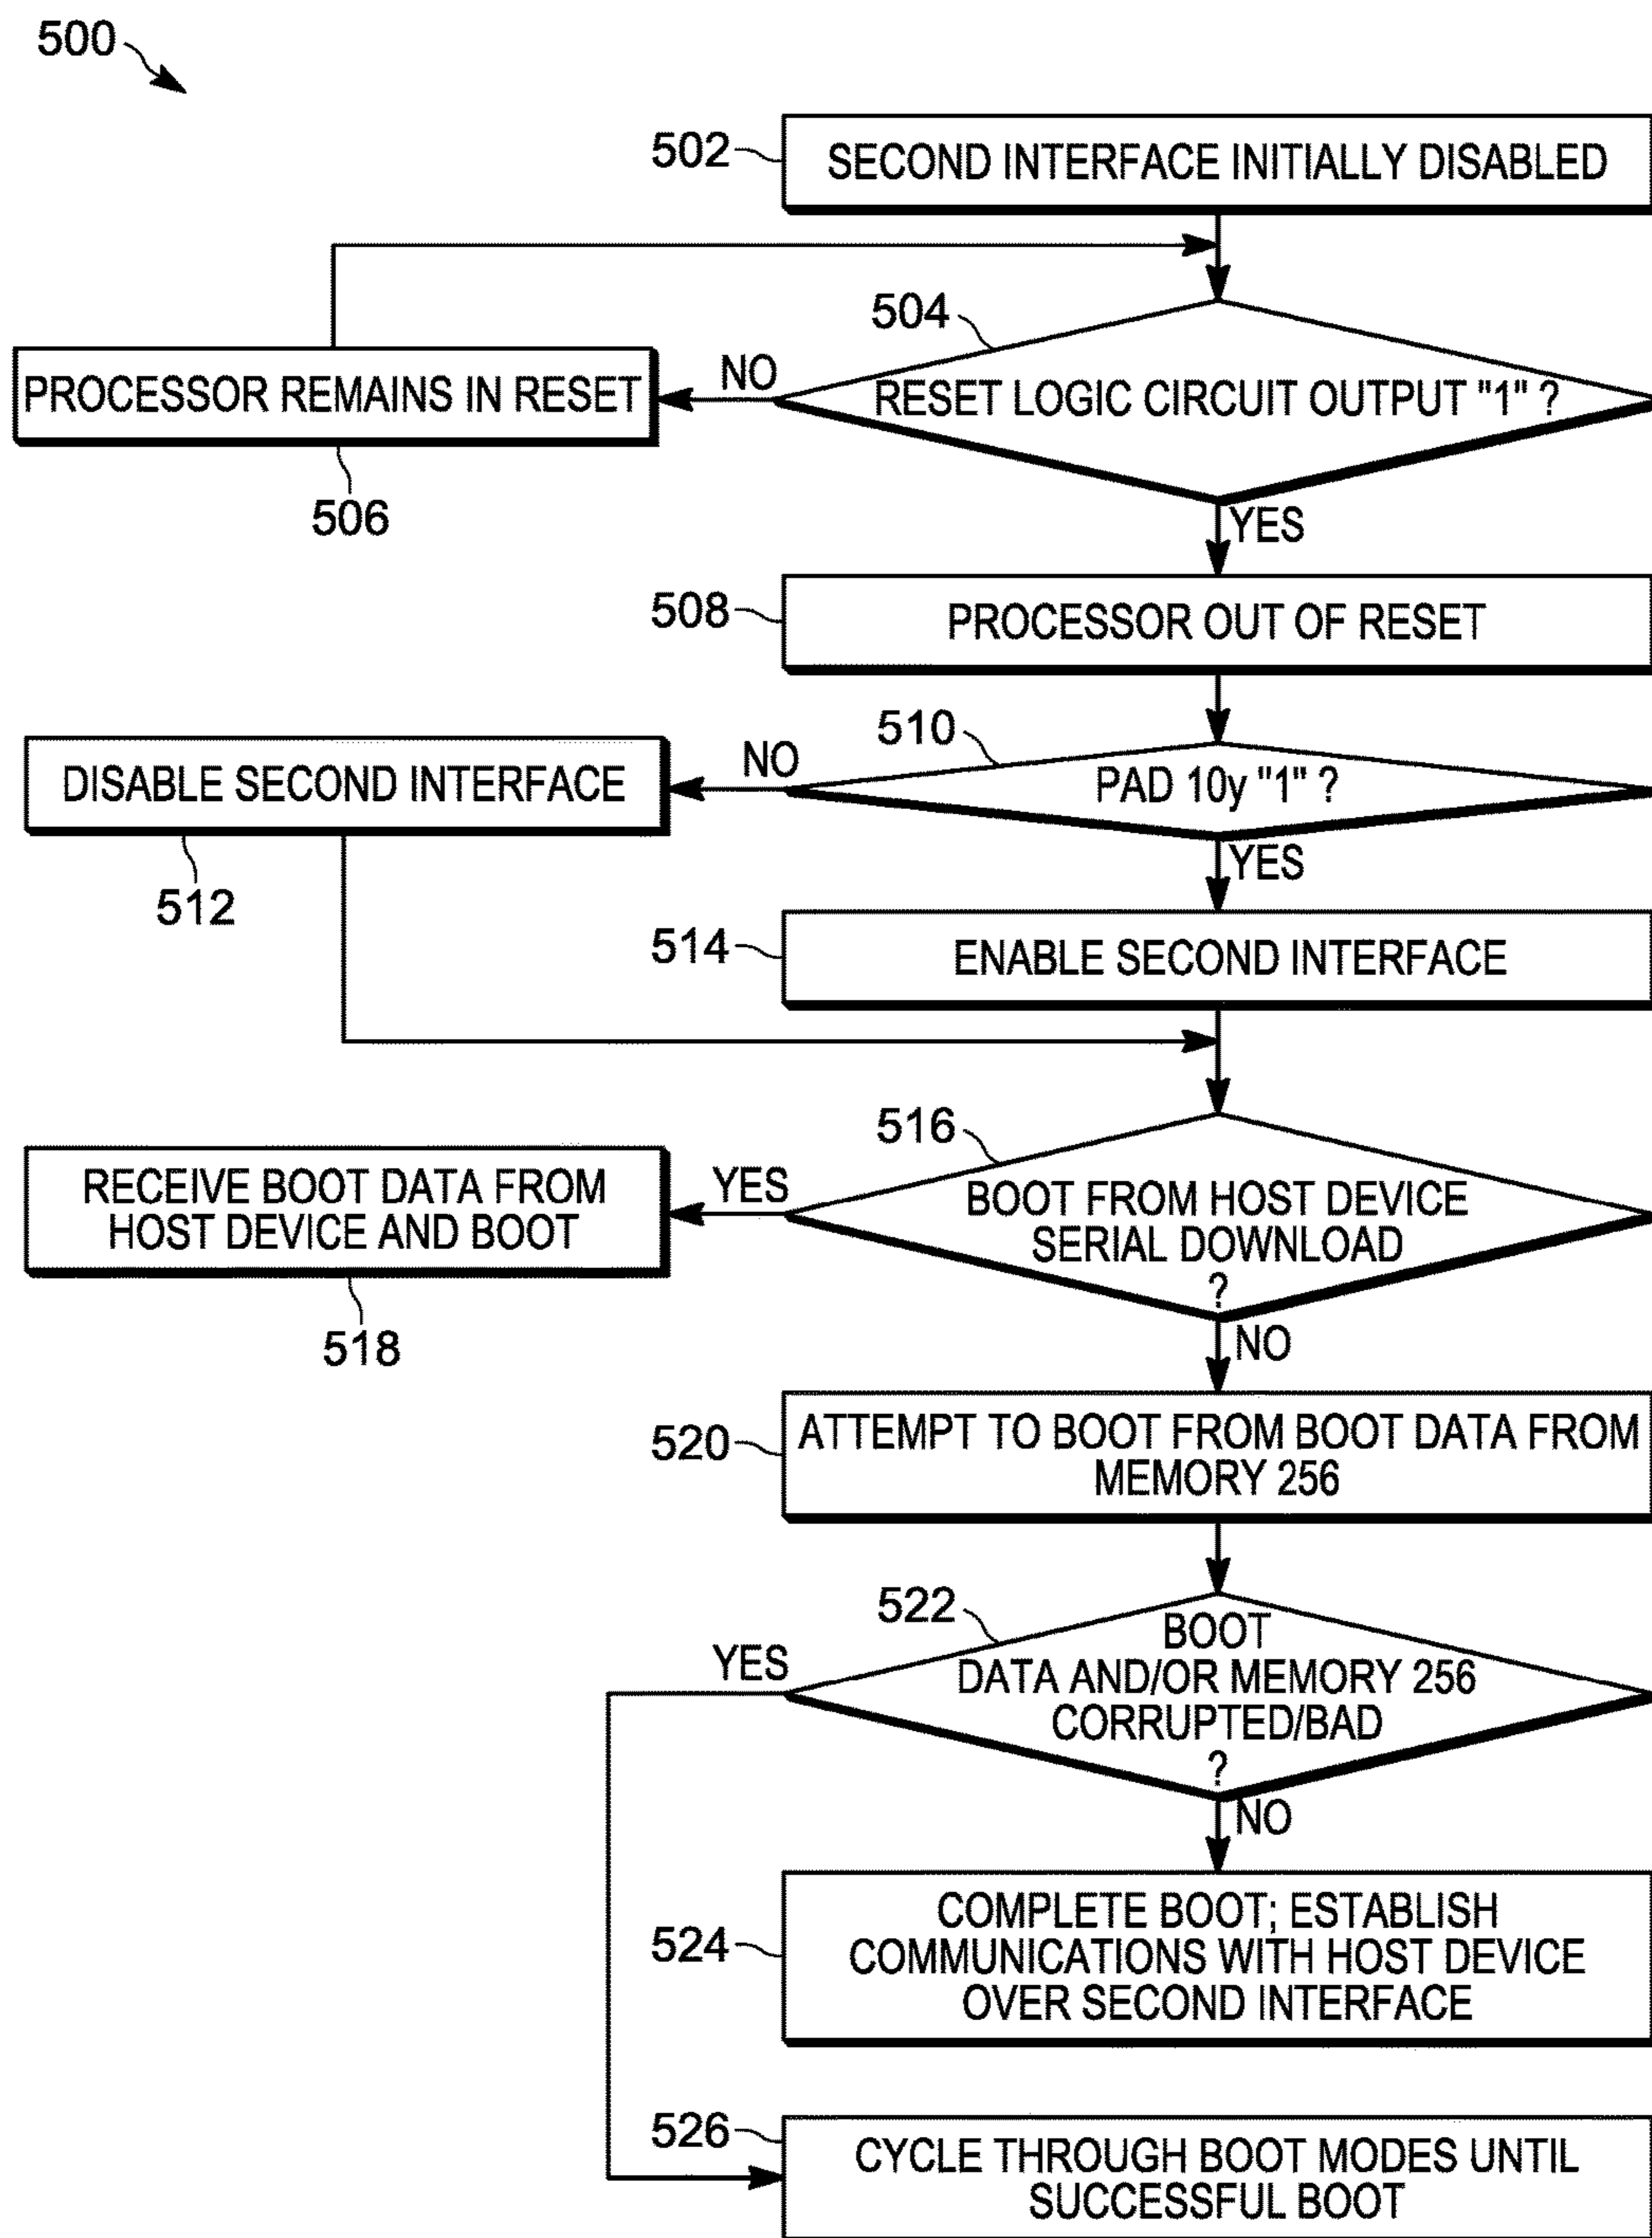 500
502
SECOND INTERFACE INITIALLY DISABLED
504
RESET LOGIC CIRCUIT OUTPUT "1" ?
NO
PROCESSOR REMAINS IN RESET
506
YES
508
PROCESSOR OUT OF RESET
510
PAD 10y "1" ?
NO
DISABLE SECOND INTERFACE
512
YES
514
ENABLE SECOND INTERFACE
516
BOOT FROM HOST DEVICE
SERIAL DOWNLOAD
?
YES
RECEIVE BOOT DATA FROM
HOST DEVICE AND BOOT
518
NO
520
ATTEMPT TO BOOT FROM BOOT DATA FROM
MEMORY 256
522
BOOT
DATA AND/OR MEMORY 256
CORRUPTED/BAD
?
YES
NO
524
COMPLETE BOOT; ESTABLISH
COMMUNICATIONS WITH HOST DEVICE
OVER SECOND INTERFACE
526
CYCLE THROUGH BOOT MODES UNTIL
SUCCESSFUL BOOT